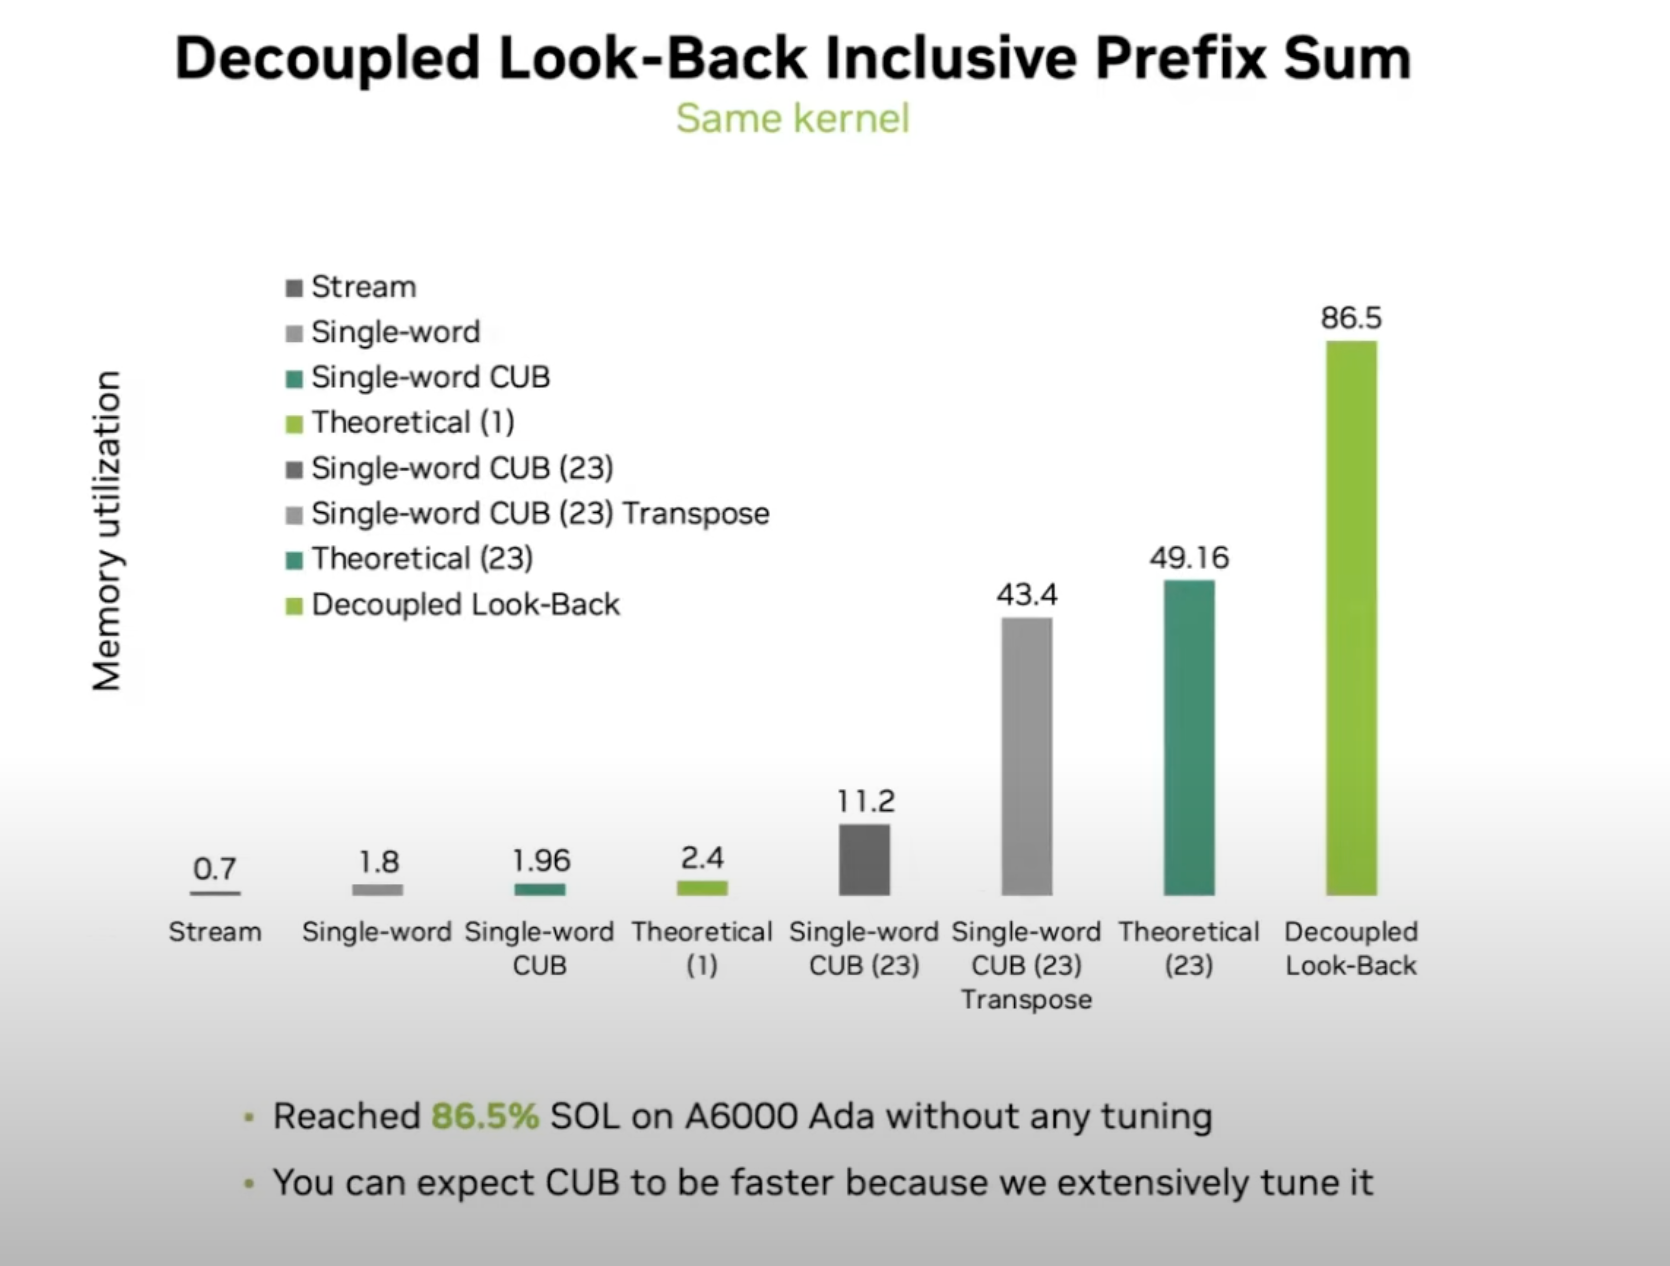 Decoupled Look-Back Inclusive Prefix Sum
Same kernel
Memory utilization
Stream
Single-word
Single-word CUB
Theoretical (1)
Single-word CUB (23)
Single-word CUB (23) Transpose
Theoretical (23)
Decoupled Look-Back
0.7
1.8
1.96
2.4
11.2
43.4
49.16
86.5
Stream
Single-word
Single-word
CUB
Theoretical
(1)
Single-word
CUB (23)
Single-word
CUB (23)
Transpose
Theoretical
(23)
Decoupled
Look-Back
▪ Reached 86.5% SOL on A6000 Ada without any tuning
▪ You can expect CUB to be faster because we extensively tune it